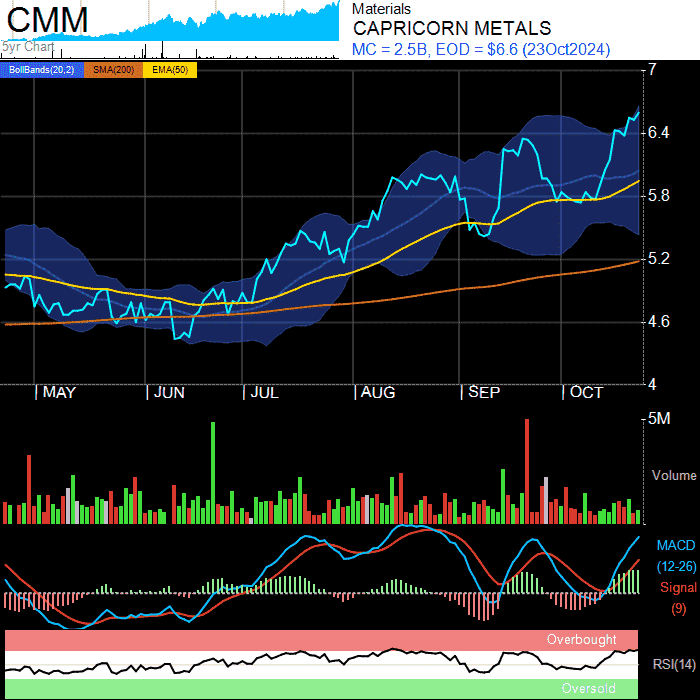 CMM
5yr Chart
Materials
CAPRICORN METALS
MC = 2.5B, EOD = $6.6 (23Oct2024)
BollBands(20,2) SMA(200) EMA(50)
7
6.4
5.8
5.2
4.6
4
MAY JUN JUL AUG SEP OCT
5M
Volume
MACD
(12-26)
Signal
(9)
Overbought
RSI(14)
Oversold